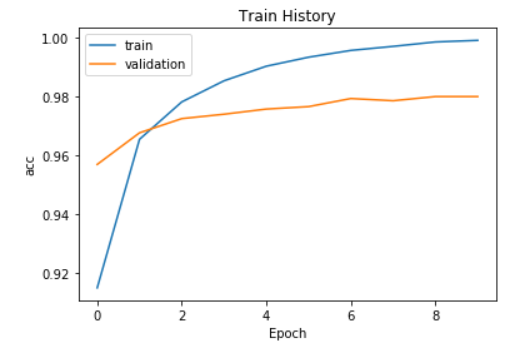 Train History
train
validation
1.00
0.98
0.96
0.94
0.92
acc
0 2 4 6 8
Epoch